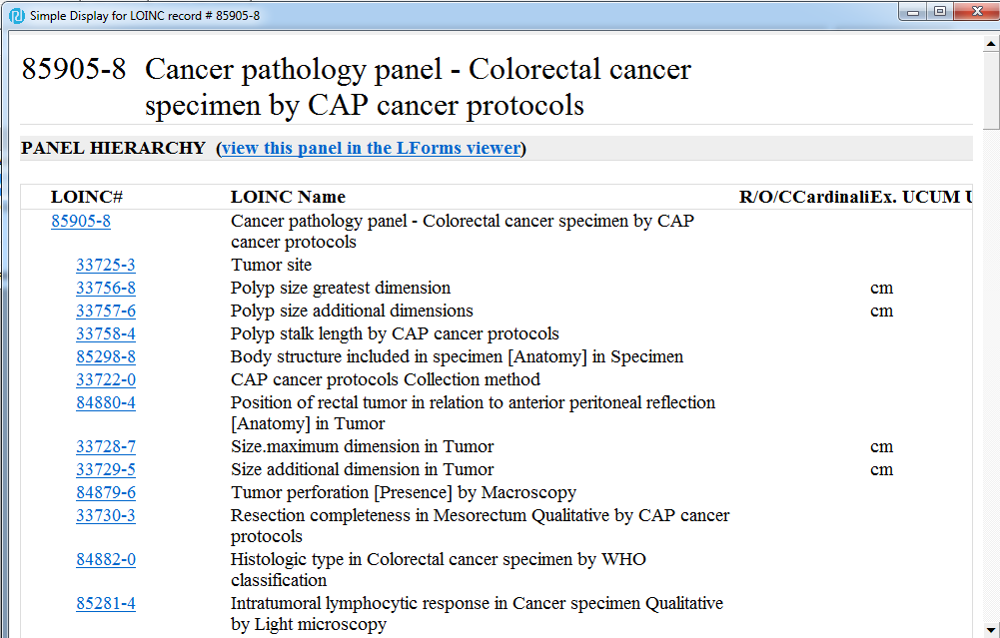 Simple Display for LOINC record # 85905-8
85905-8 Cancer pathology panel - Colorectal cancer
specimen by CAP cancer protocols
PANEL HIERARCHY (view this panel in the LForms viewer)
LOINC# LOINC Name R/O/CCardinaliEx. UCUM U
85905-8 Cancer pathology panel - Colorectal cancer specimen by CAP
cancer protocols
33725-3 Tumor site
33756-8 Polyp size greatest dimension cm
33757-6 Polyp size additional dimensions cm
33758-4 Polyp stalk length by CAP cancer protocols
85298-8 Body structure included in specimen [Anatomy] in Specimen
33722-0 CAP cancer protocols Collection method
84880-4 Position of rectal tumor in relation to anterior peritoneal reflection
[Anatomy] in Tumor
33728-7 Size.maximum dimension in Tumor cm
33729-5 Size additional dimension in Tumor cm
84879-6 Tumor perforation [Presence] by Macroscopy
33730-3 Resection completeness in Mesorectum Qualitative by CAP cancer
protocols
84882-0 Histologic type in Colorectal cancer specimen by WHO
classification
85281-4 Intratumoral lymphocytic response in Cancer specimen Qualitative
by Light microscopy